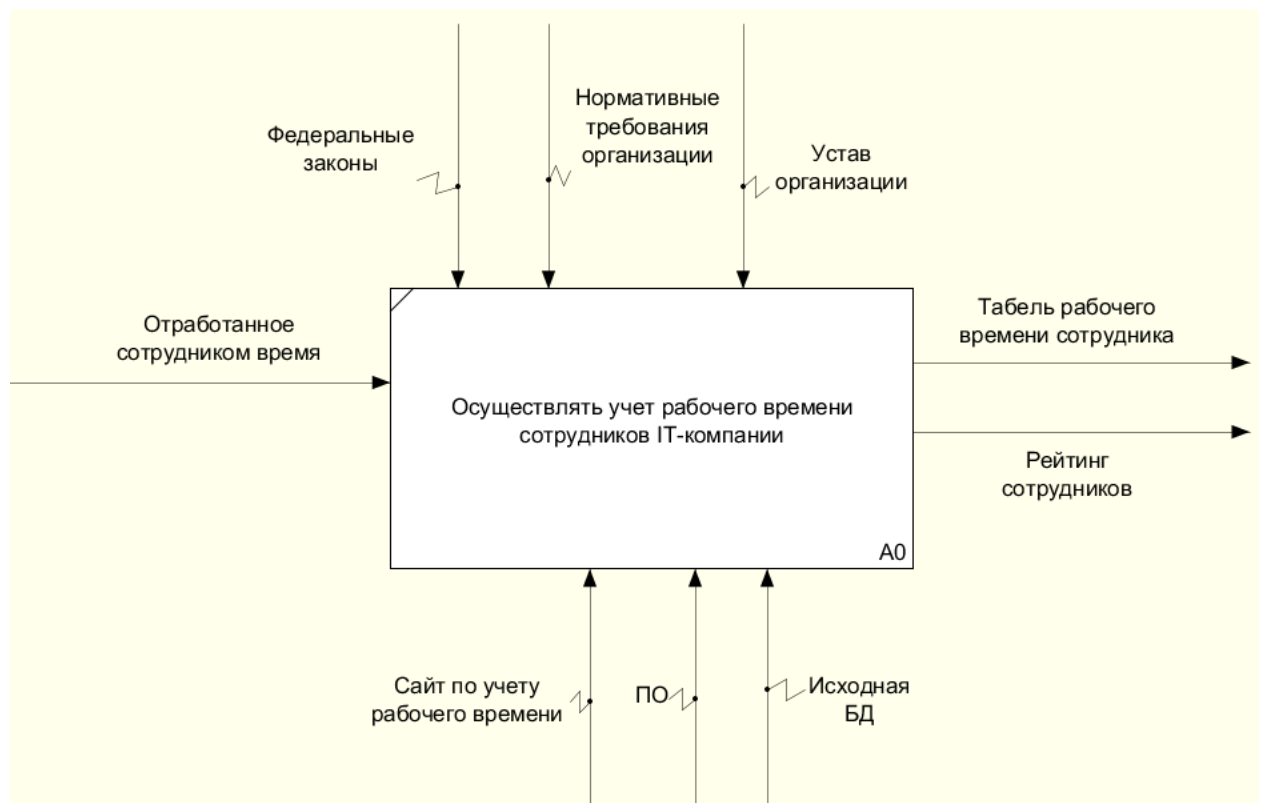 Федеральные
законы
Нормативные
требования
организации
Устав
организации
Отработанное
сотрудником время
Осуществлять учет рабочего времени
сотрудников IT-компании
A0
Табель рабочего
времени сотрудника
Рейтинг
сотрудников
Сайт по учету
рабочего времени
ПО
Исходная
БД